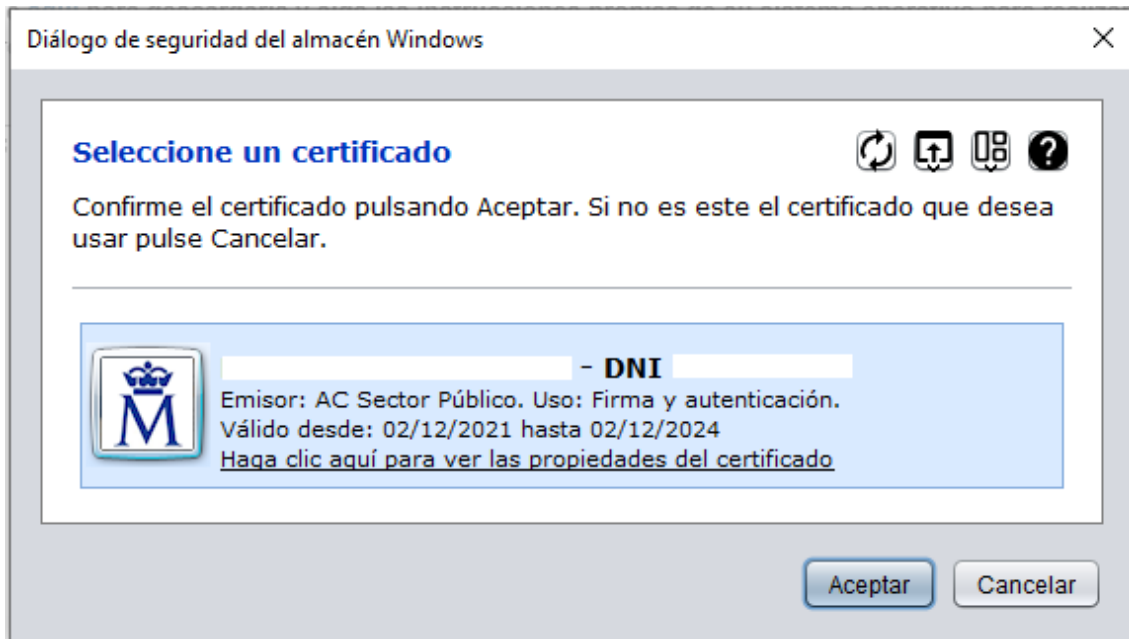 Diálogo de seguridad del almacén Windows
Seleccione un certificado
Confirme el certificado pulsando Aceptar. Si no es este el certificado que desea
usar pulse Cancelar.
- DNI
Emisor: AC Sector Público. Uso: Firma y autenticación.
Válido desde: 02/12/2021 hasta 02/12/2024
Haga clic aquí para ver las propiedades del certificado
Aceptar
Cancelar